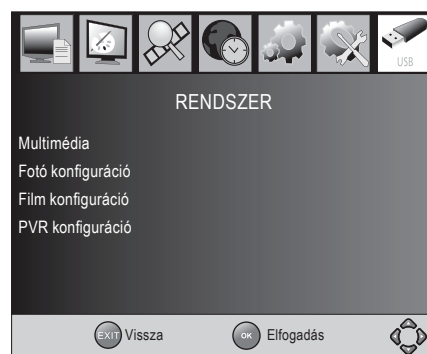 USB
RENDSZER
Multimédia
Fotó konfiguráció
Film konfiguráció
PVR konfiguráció
EXIT Vissza OK Elfogadás